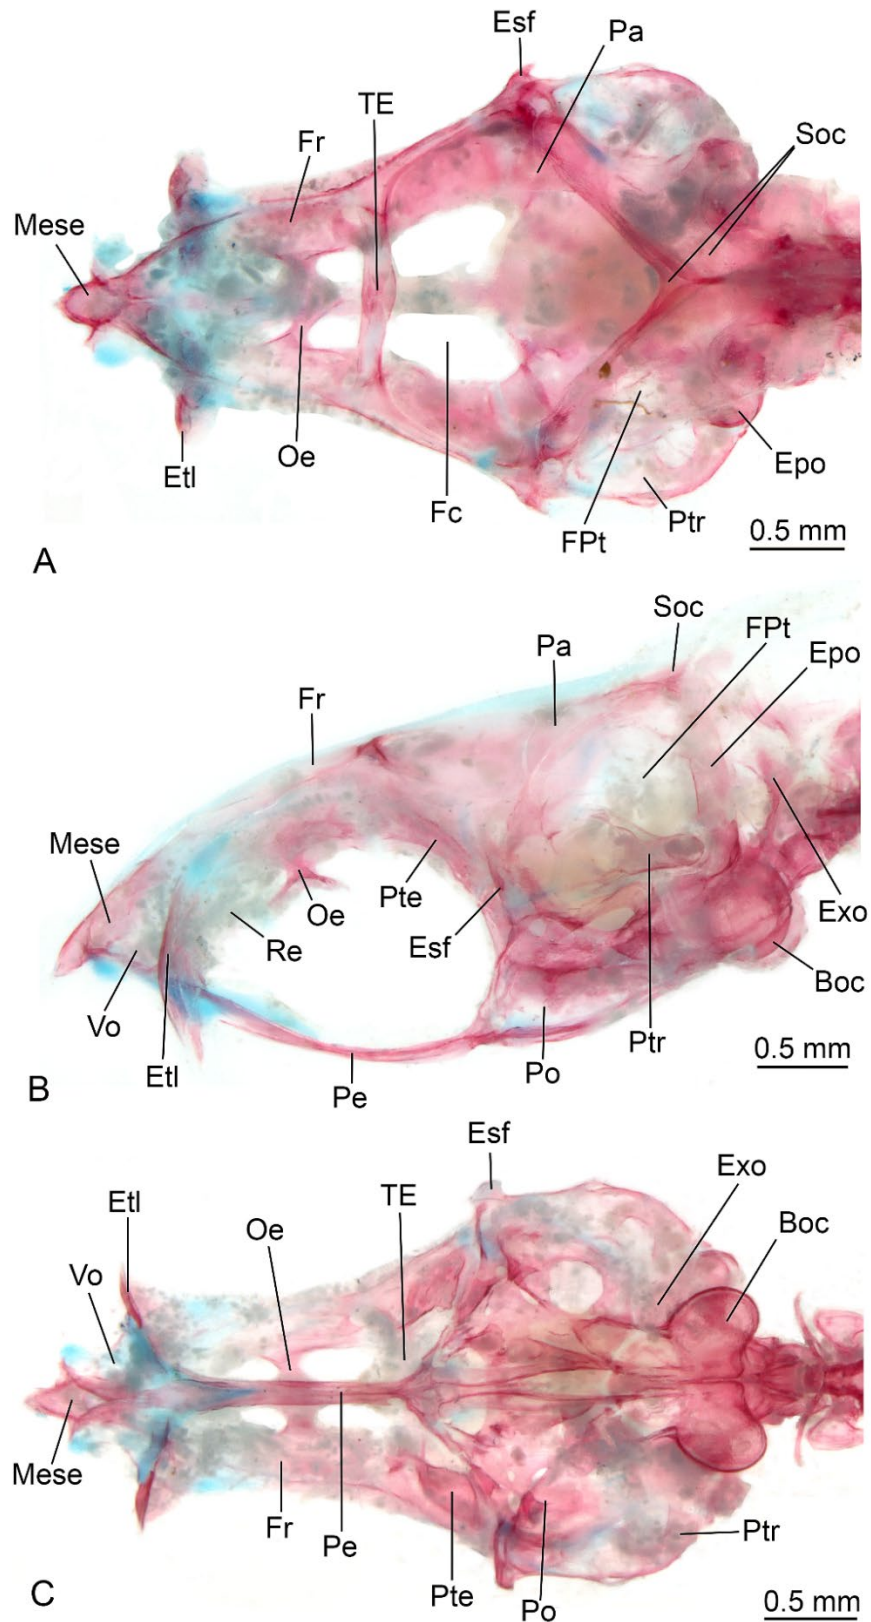 Esf
Pa
TE
Soc
Fr
Mese
Etl
Oe
Fc
FPt
Ptr
Epo
0.5 mm
A
Soc
FPt
Pa
Epo
Fr
Mese
Vo
Etl
Re
Oe
Pte
Esf
Pe
Po
Ptr
Exo
Boc
0.5 mm
B
Esf
Exo
Etl
TE
Boc
Oe
Vo
Mese
Fr
Pe
Pte
Po
Ptr
0.5 mm
C